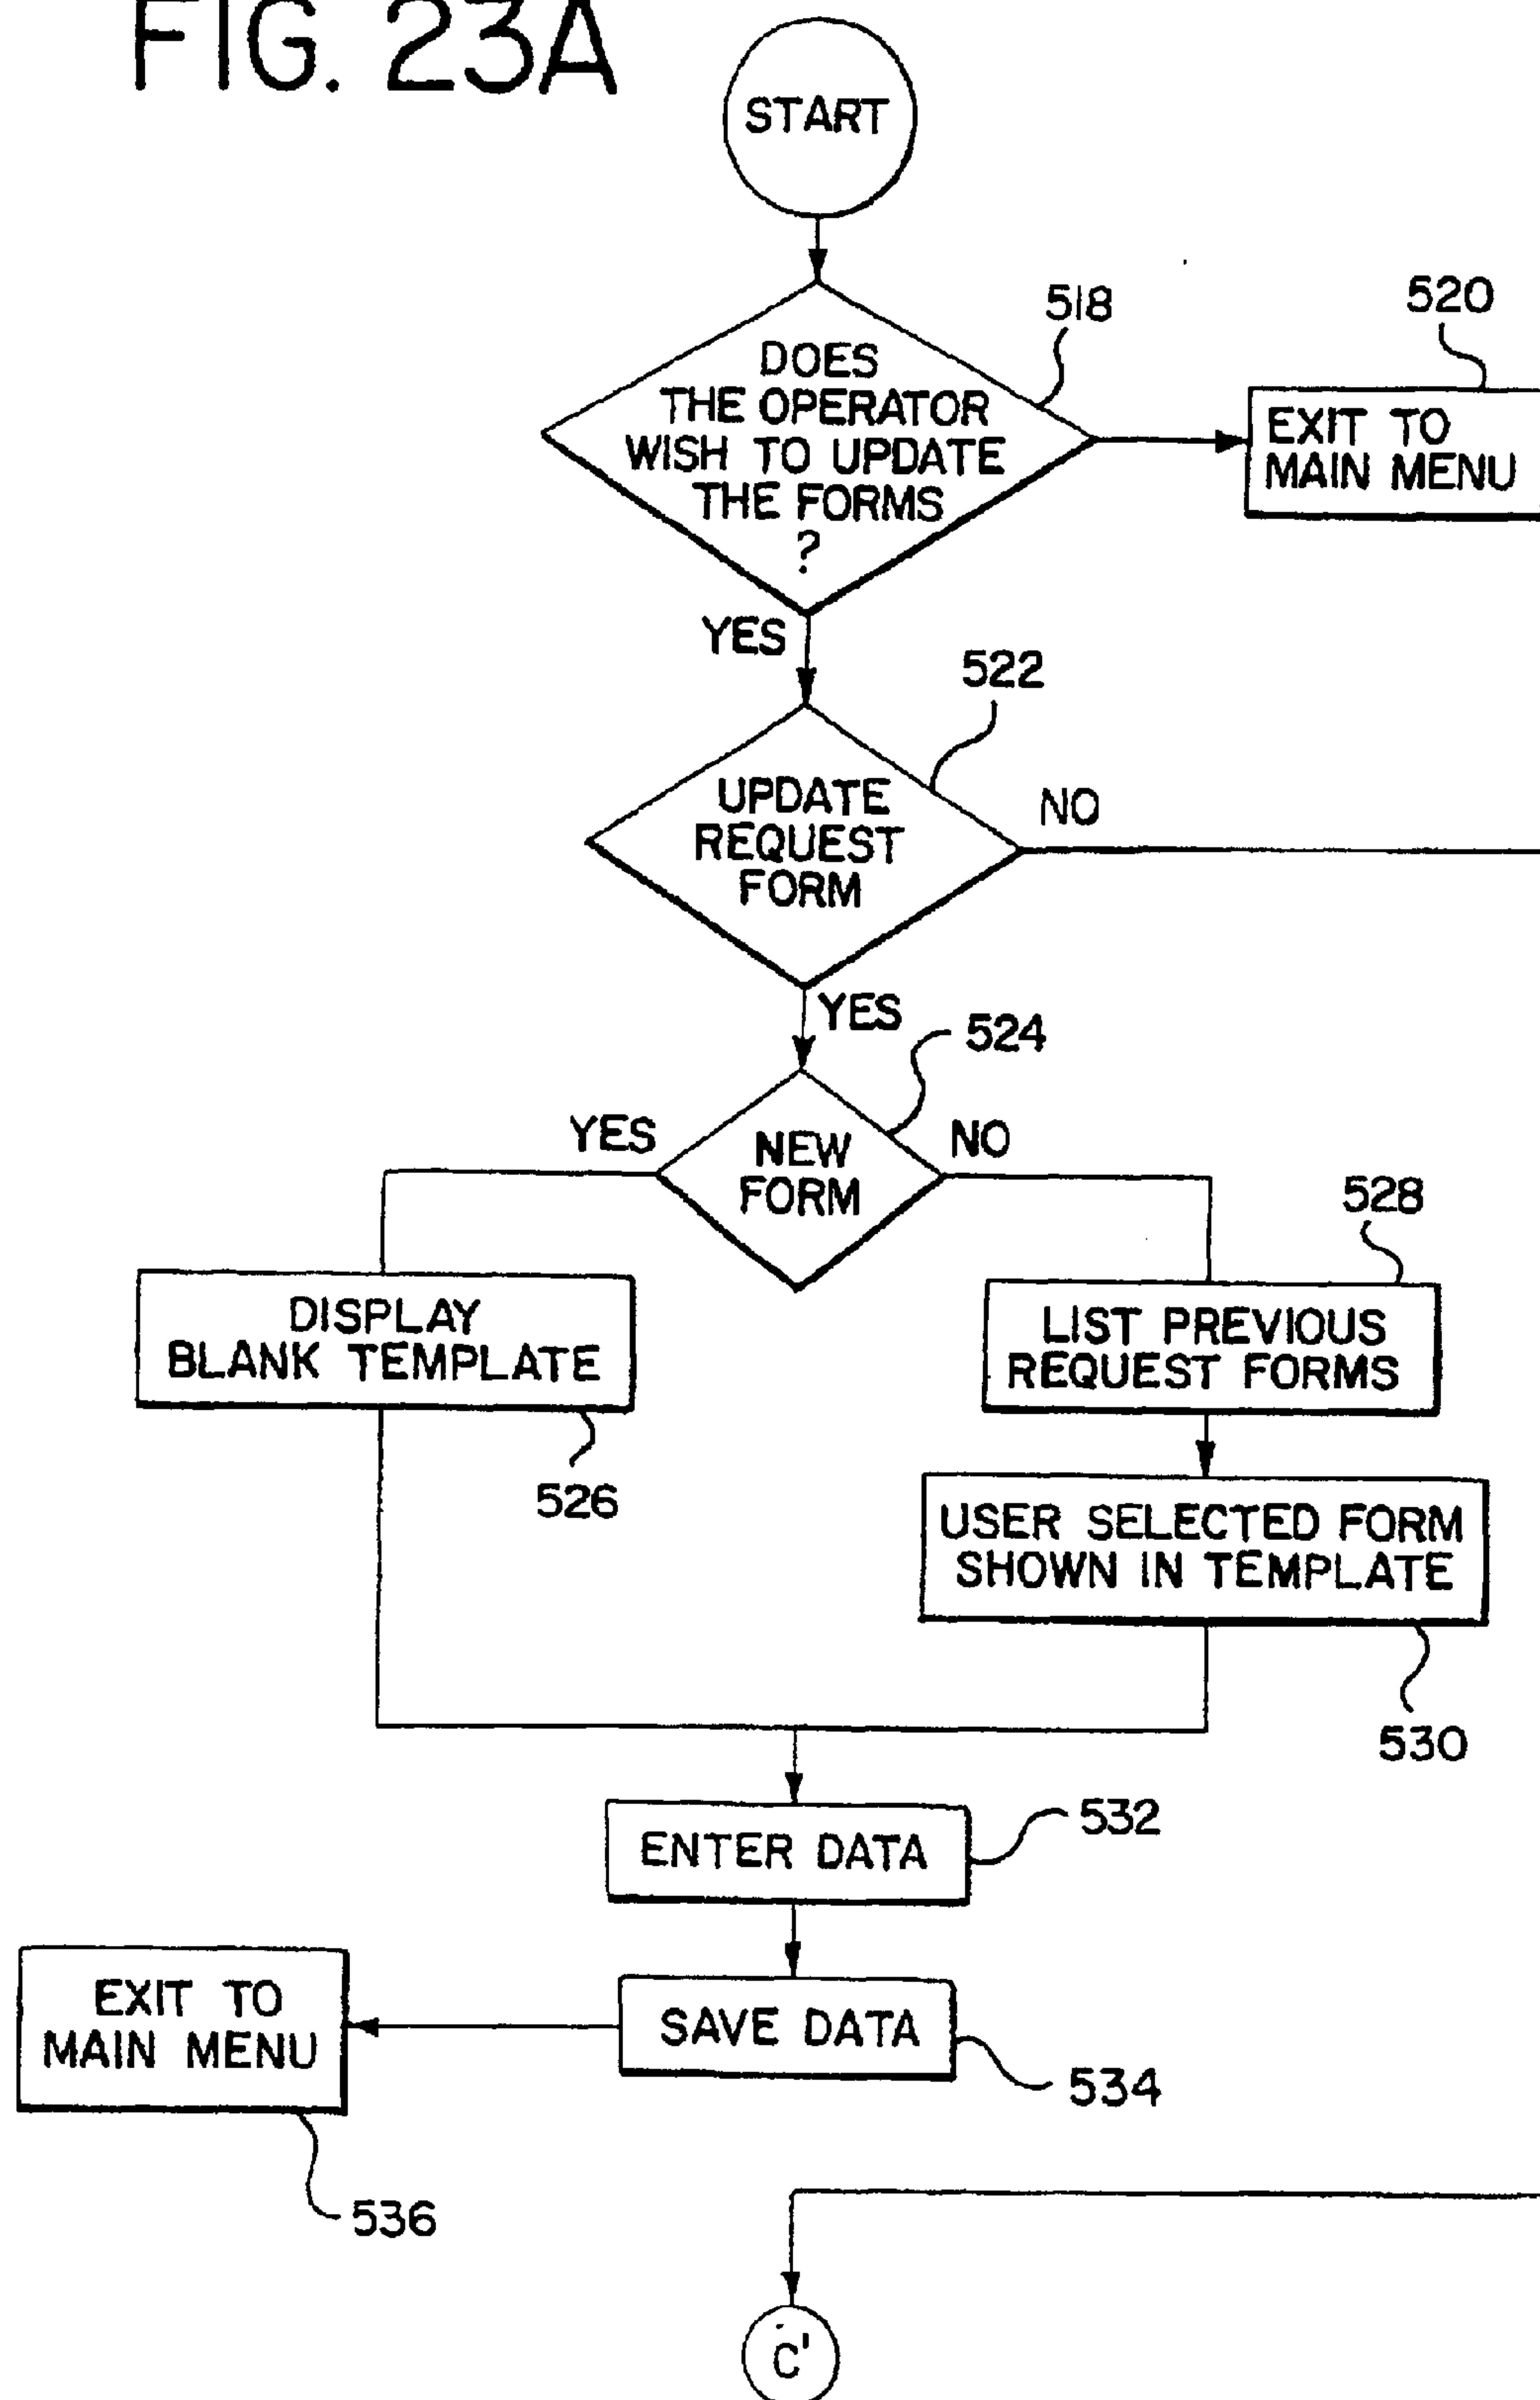 FIG. 23A
START
518
520
DOES
THE OPERATOR
WISH TO UPDATE
THE FORMS
?
EXIT TO
MAIN MENU
YES
522
UPDATE
REQUEST
FORM
NO
YES
524
YES
NEW
FORM
NO
528
DISPLAY
BLANK TEMPLATE
LIST PREVIOUS
REQUEST FORMS
526
USER SELECTED FORM
SHOWN IN TEMPLATE
530
532
ENTER DATA
EXIT TO
MAIN MENU
SAVE DATA
534
536
C'